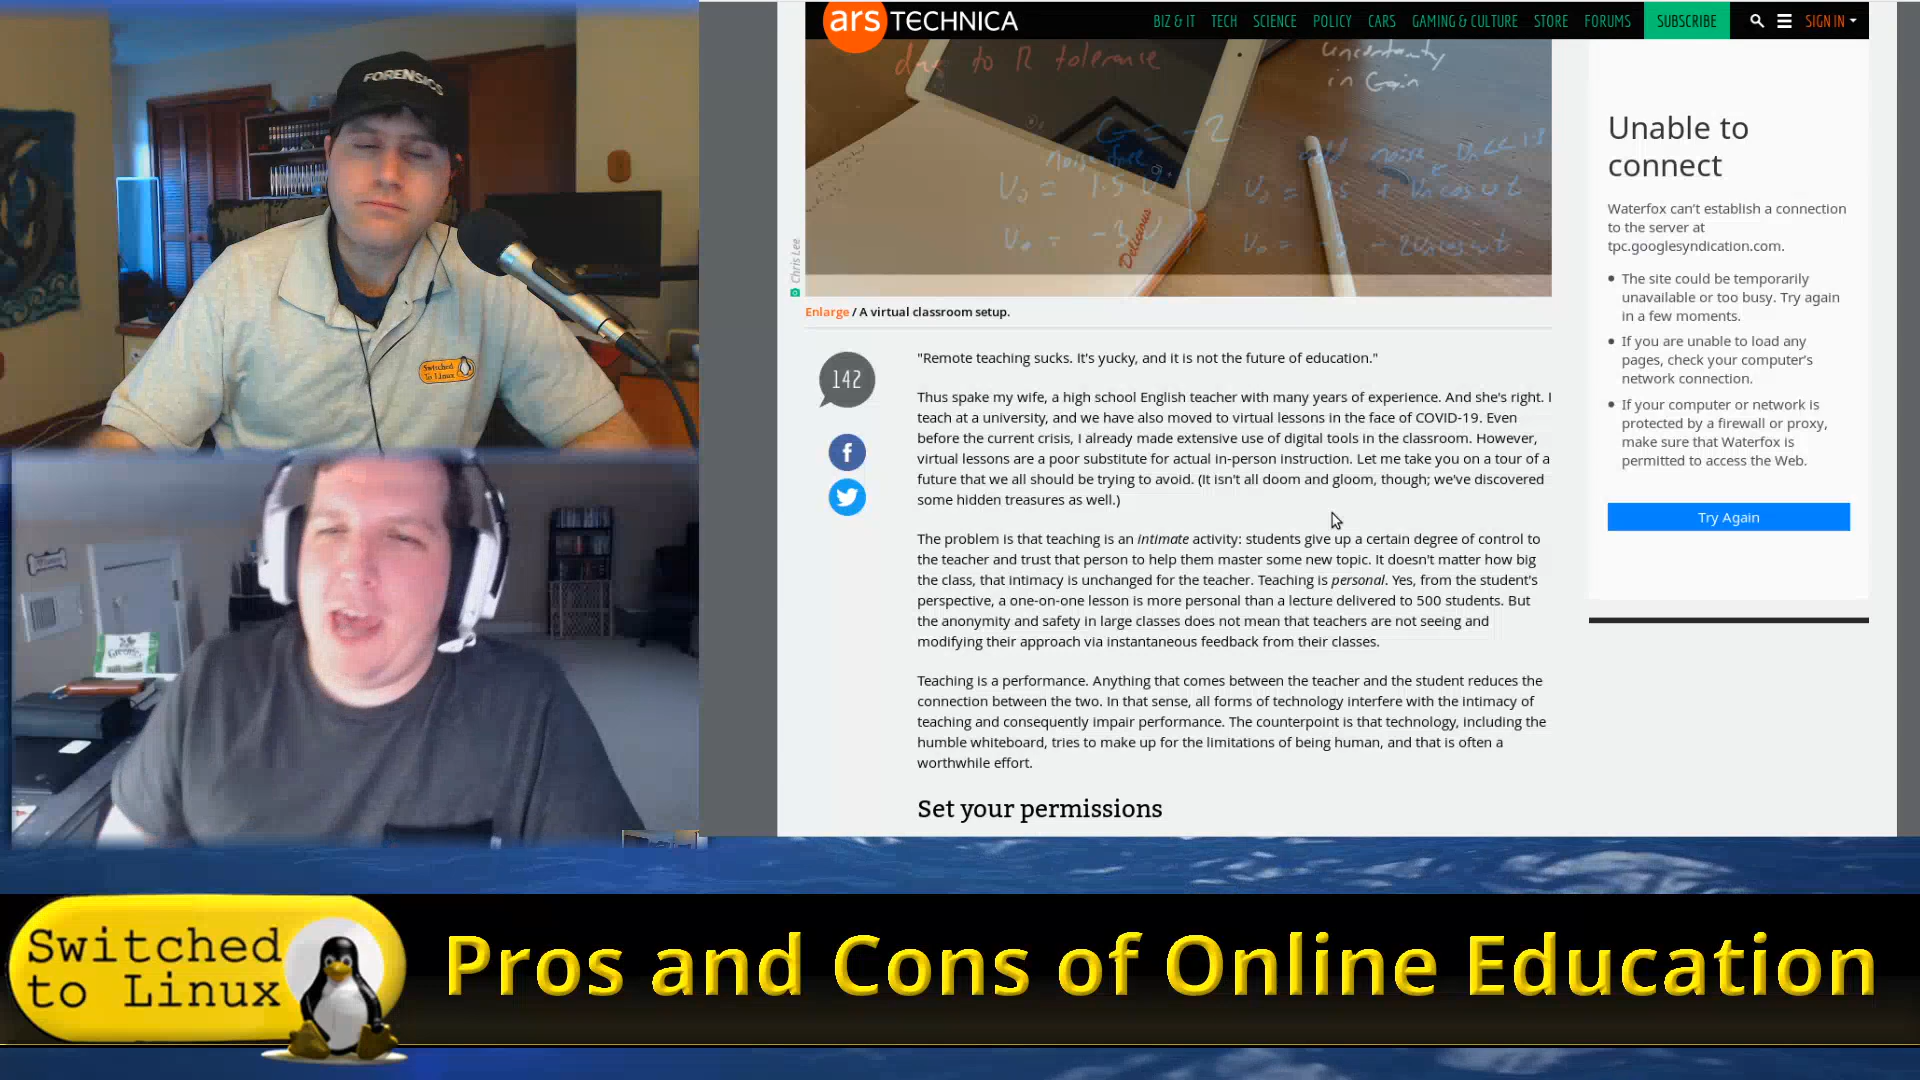 FORENSICS
Switched
To Linux
Greenies
ars TECHNICA
BIZ & IT TECH SCIENCE POLICY CARS GAMING & CULTURE STORE FORUMS SUBSCRIBE SIGN IN
due to R tolerance
Uncertainty
in Gain
G = -2
Delicious
Chris Lee
Enlarge / A virtual classroom setup.
142
"Remote teaching sucks. It's yucky, and it is not the future of education."
Thus spake my wife, a high school English teacher with many years of experience. And she's right. I
teach at a university, and we have also moved to virtual lessons in the face of COVID-19. Even
before the current crisis, I already made extensive use of digital tools in the classroom. However,
virtual lessons are a poor substitute for actual in-person instruction. Let me take you on a tour of a
future that we all should be trying to avoid. (It isn't all doom and gloom, though; we've discovered
some hidden treasures as well.)
The problem is that teaching is an intimate activity: students give up a certain degree of control to
the teacher and trust that person to help them master some new topic. It doesn't matter how big
the class, that intimacy is unchanged for the teacher. Teaching is personal. Yes, from the student's
perspective, a one-on-one lesson is more personal than a lecture delivered to 500 students. But
the anonymity and safety in large classes does not mean that teachers are not seeing and
modifying their approach via instantaneous feedback from their classes.
Teaching is a performance. Anything that comes between the teacher and the student reduces the
connection between the two. In that sense, all forms of technology interfere with the intimacy of
teaching and consequently impair performance. The counterpoint is that technology, including the
humble whiteboard, tries to make up for the limitations of being human, and that is often a
worthwhile effort.
Set your permissions
Unable to
connect
Waterfox can't establish a connection
to the server at
tpc.googlesyndication.com.
The site could be temporarily
unavailable or too busy. Try again
in a few moments.
If you are unable to load any
pages, check your computer's
network connection.
If your computer or network is
protected by a firewall or proxy,
make sure that Waterfox is
permitted to access the Web.
Try Again
Switched
to Linux
Pros and Cons of Online Education